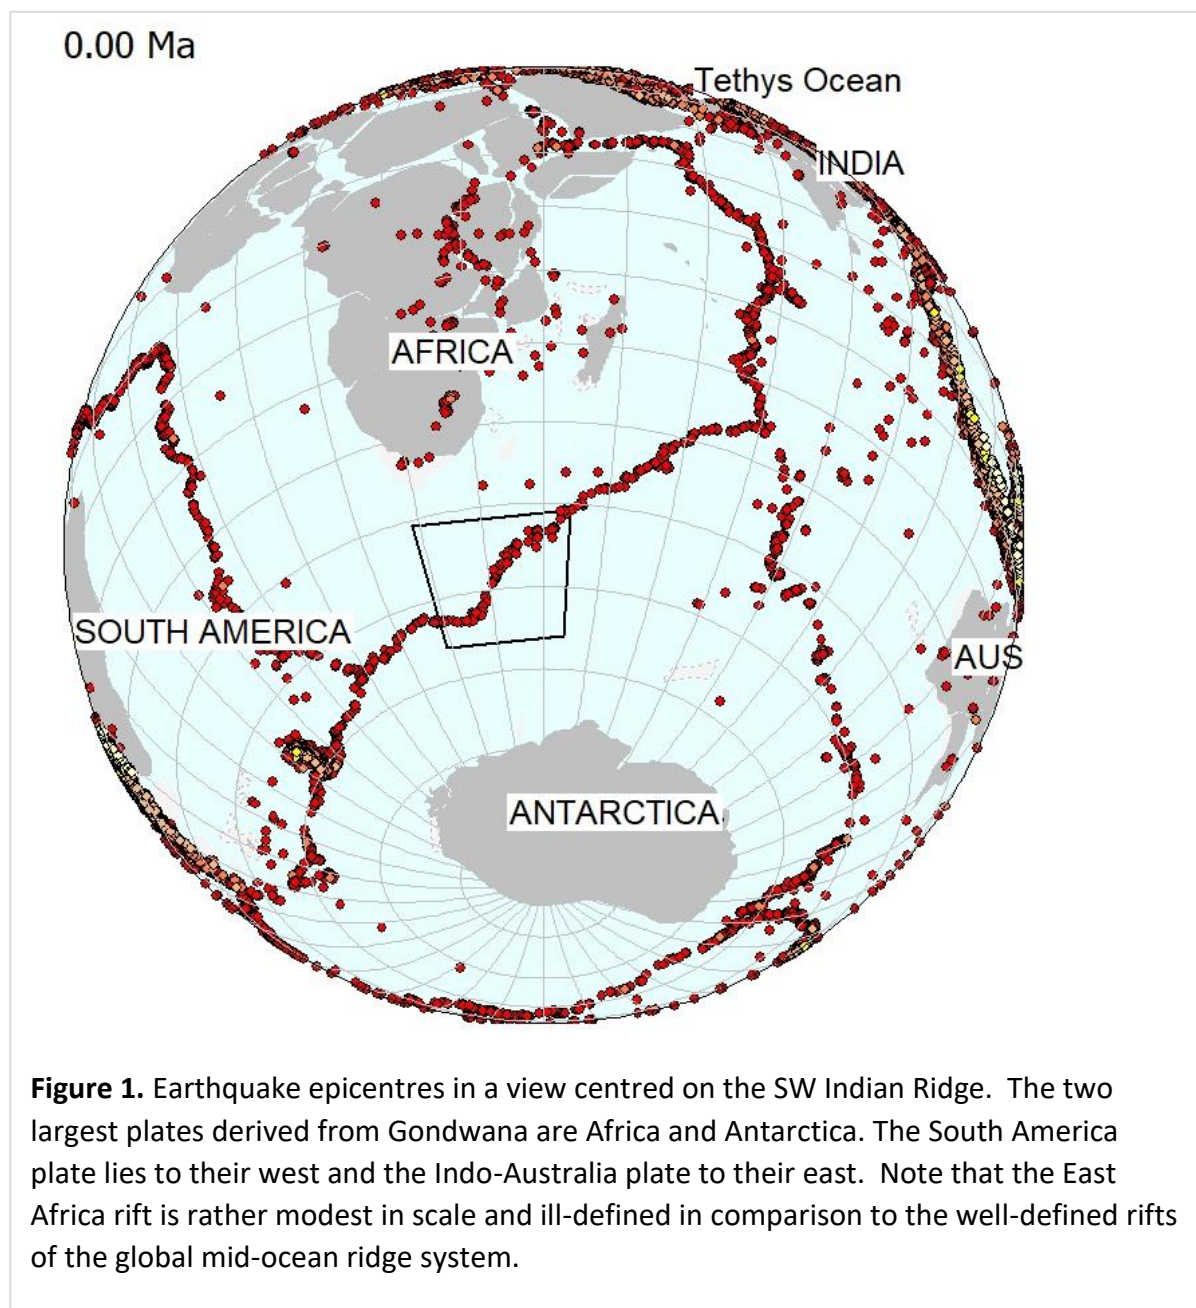 0.00 Ma
Tethys Ocean
INDIA
AFRICA
SOUTH AMERICA
AUS
ANTARCTICA
Figure 1. Earthquake epicentres in a view centred on the SW Indian Ridge.  The two
largest plates derived from Gondwana are Africa and Antarctica. The South America
plate lies to their west and the Indo-Australia plate to their east.  Note that the East
Africa rift is rather modest in scale and ill-defined in comparison to the well-defined rifts
of the global mid-ocean ridge system.